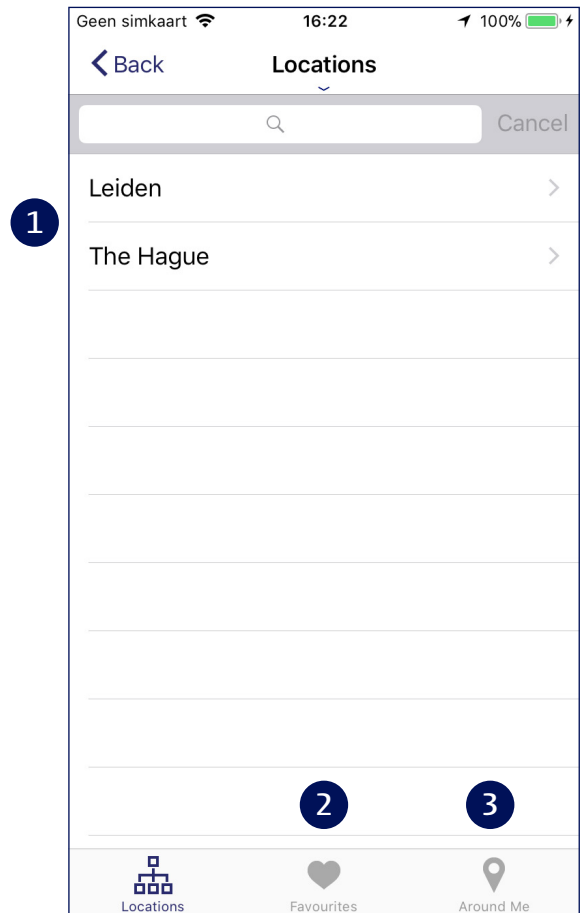 Geen simkaart 16:22 100%
Back Locations
Cancel
Leiden
1
The Hague
2 3
Locations Favourites Around Me